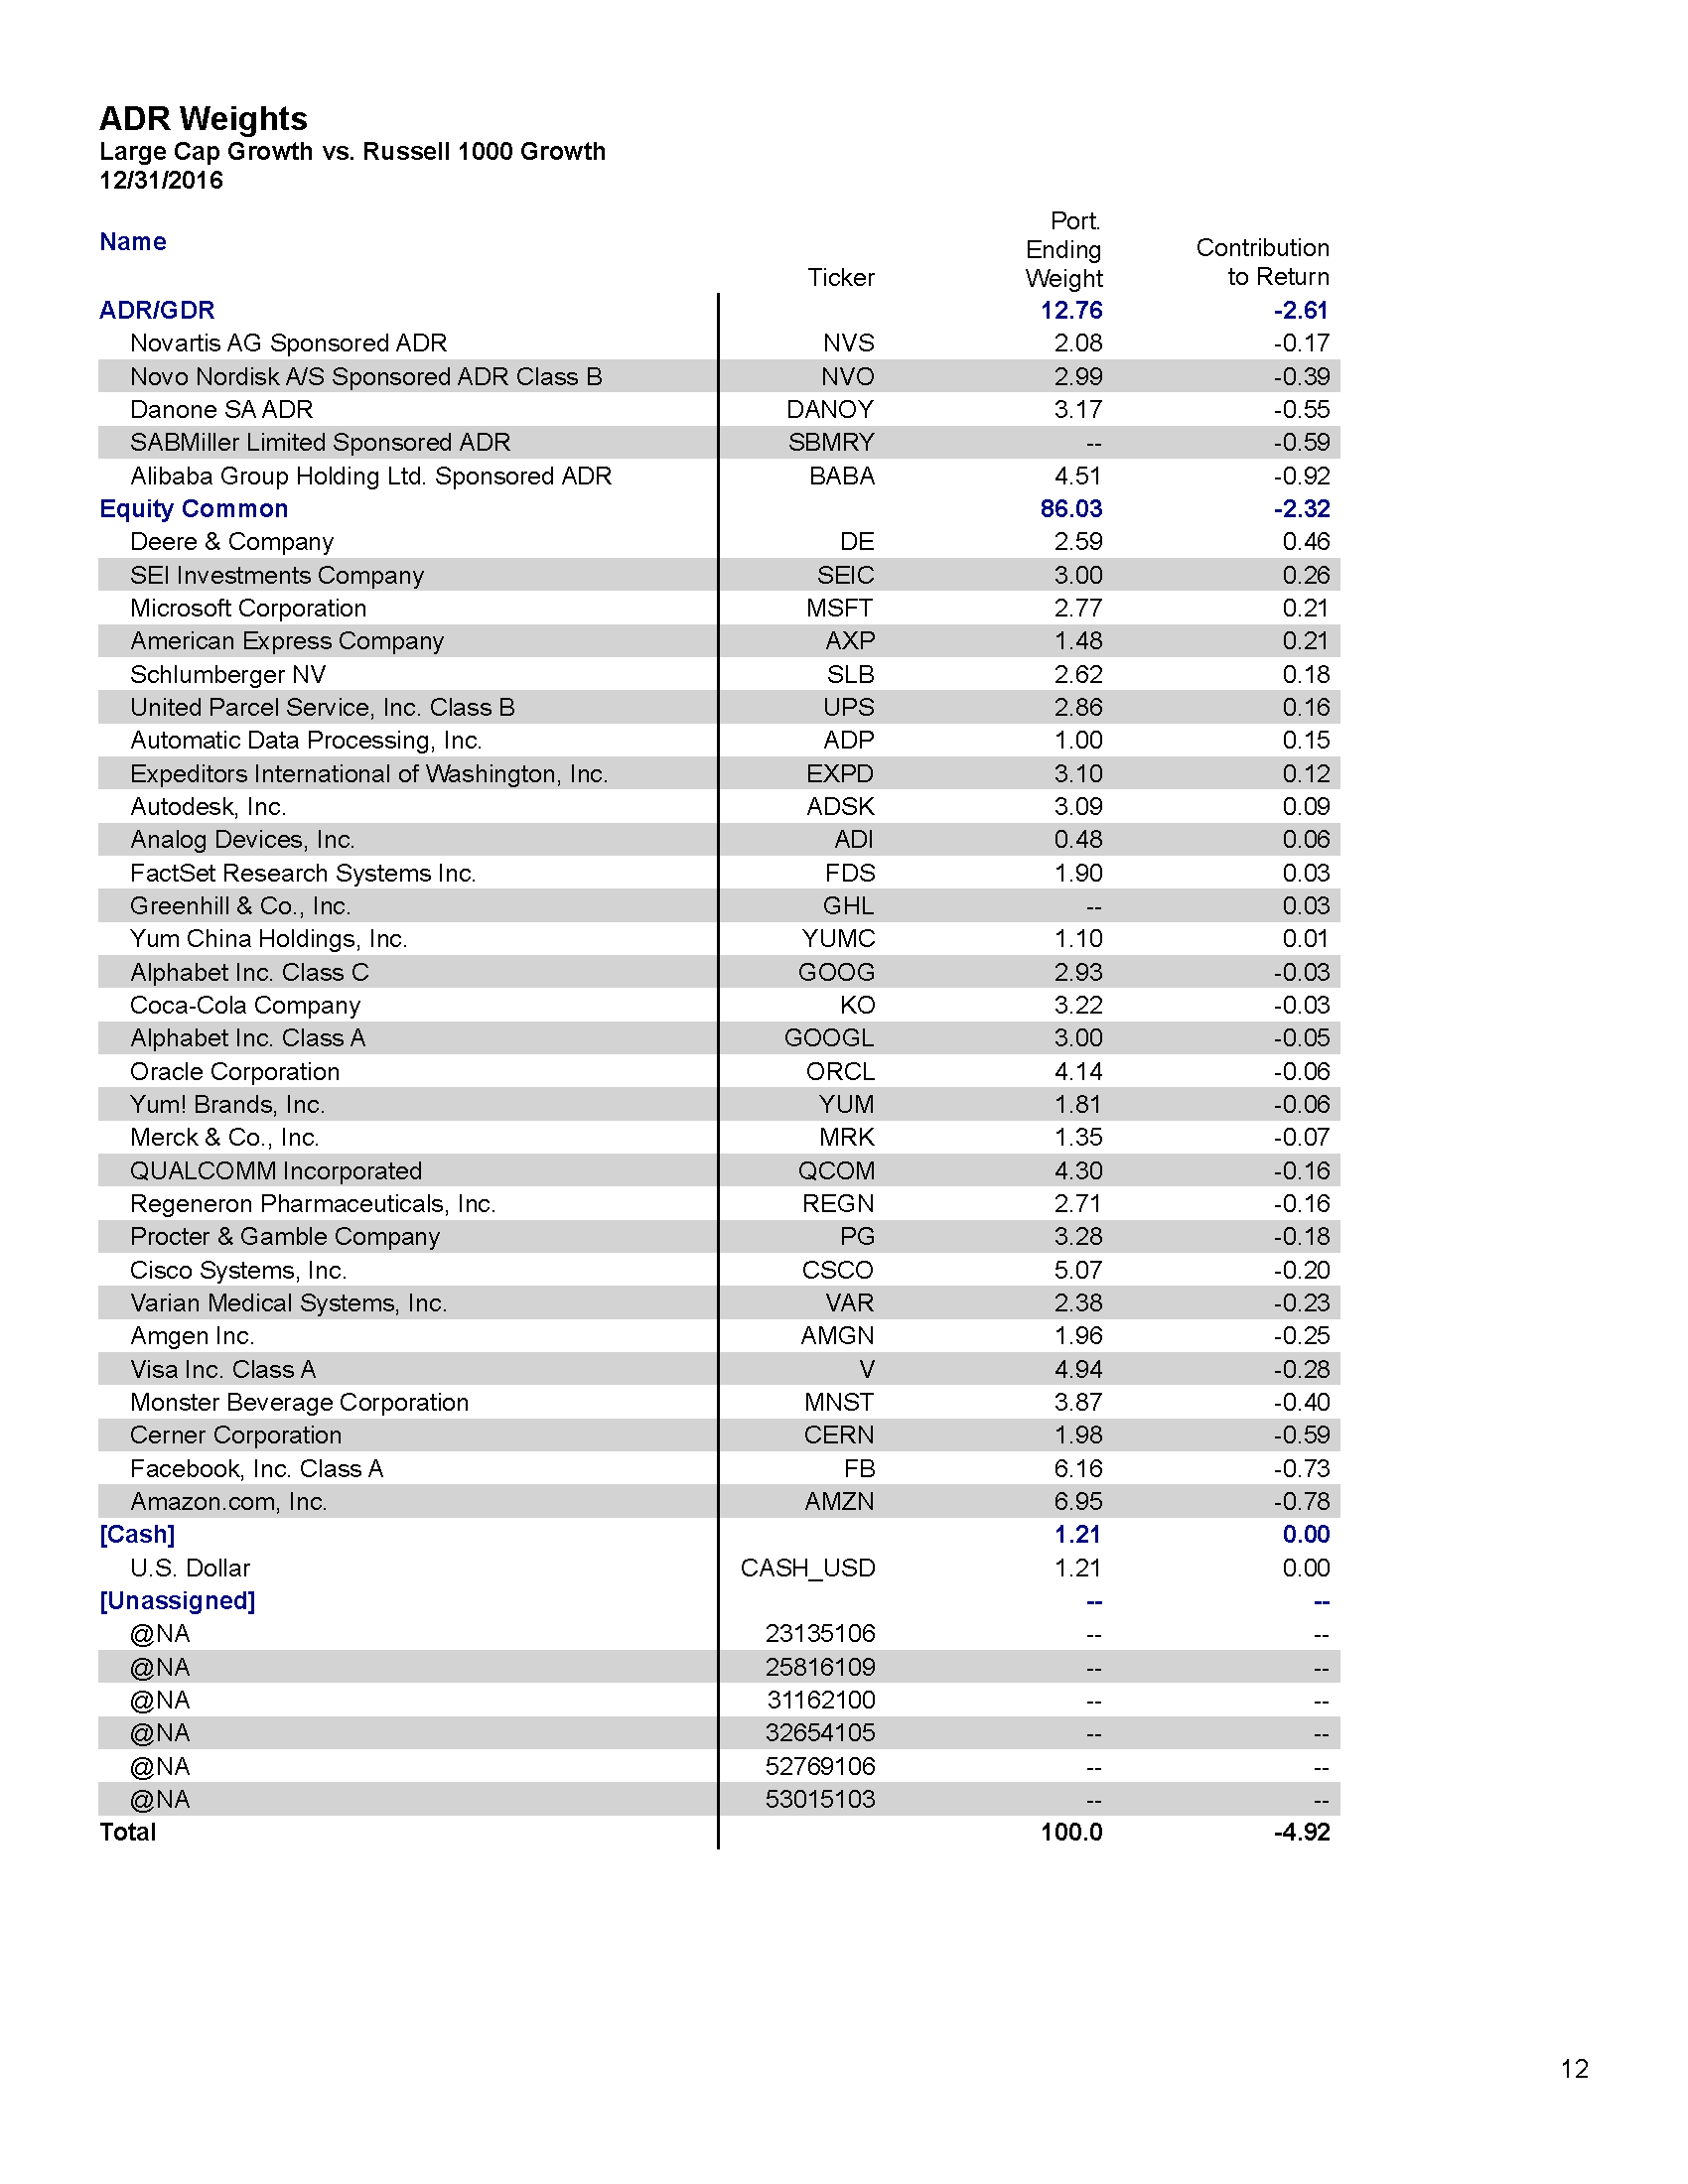 ADR Weights
Large Cap Growth vs. Russell 1000 Growth
12/31/2016
Name Ticker Port. Ending Weight Contribution to Return
ADR/GDR 12.76 -2.61
Novartis AG Sponsored ADR NVS 2.08 -0.17
Novo Nordisk A/S Sponsored ADR Class B NVO 2.99 -0.39
Danone SA ADR DANOY 3.17 -0.55
SABMiller Limited Sponsored ADR SBMRY -- -0.59
Alibaba Group Holding Ltd. Sponsored ADR BABA 4.51 -0.92
Equity Common 86.03 -2.32
Deere & Company DE 2.59 0.46
SEI Investments Company SEIC 3.00 0.26
Microsoft Corporation MSFT 2.77 0.21
American Express Company AXP 1.48 0.21
Schlumberger NV SLB 2.62 0.18
United Parcel Service, Inc. Class B UPS 2.86 0.16
Automatic Data Processing, Inc. ADP 1.00 0.15
Expeditors International of Washington, Inc. EXPD 3.10 0.12
Autodesk, Inc. ADSK 3.09 0.09
Analog Devices, Inc. ADI 0.48 0.06
FactSet Research Systems Inc. FDS 1.90 0.03
Greenhill & Co., Inc. GHL -- 0.03
Yum China Holdings, Inc. YUMC 1.10 0.01
Alphabet Inc. Class C GOOG 2.93 -0.03
Coca-Cola Company KO 3.22 -0.03
Alphabet Inc. Class A GOOGL 3.00 -0.05
Oracle Corporation ORCL 4.14 -0.06
Yum! Brands, Inc. YUM 1.81 -0.06
Merck & Co., Inc. MRK 1.35 -0.07
QUALCOMM Incorporated QCOM 4.30 -0.16
Regeneron Pharmaceuticals, Inc. REGN 2.71 -0.16
Procter & Gamble Company PG 3.28 -0.18
Cisco Systems, Inc. CSCO 5.07 -0.20
Varian Medical Systems, Inc. VAR 2.38 -0.23
Amgen Inc. AMGN 1.96 -0.25
Visa Inc. Class A V 4.94 -0.28
Monster Beverage Corporation MNST 3.87 -0.40
Cerner Corporation CERN 1.98 -0.59
Facebook, Inc. Class A FB 6.16 -0.73
Amazon.com, Inc. AMZN 6.95 -0.78
[Cash] 1.21 0.00
U.S. Dollar CASH_USD 1.21 0.00
[Unassigned] -- --
@NA 23135106 -- --
@NA 25816109 -- --
@NA 31162100 -- --
@NA 32654105 -- --
@NA 52769106 -- --
@NA 53015103 -- --
Total 100.0 -4.92
12